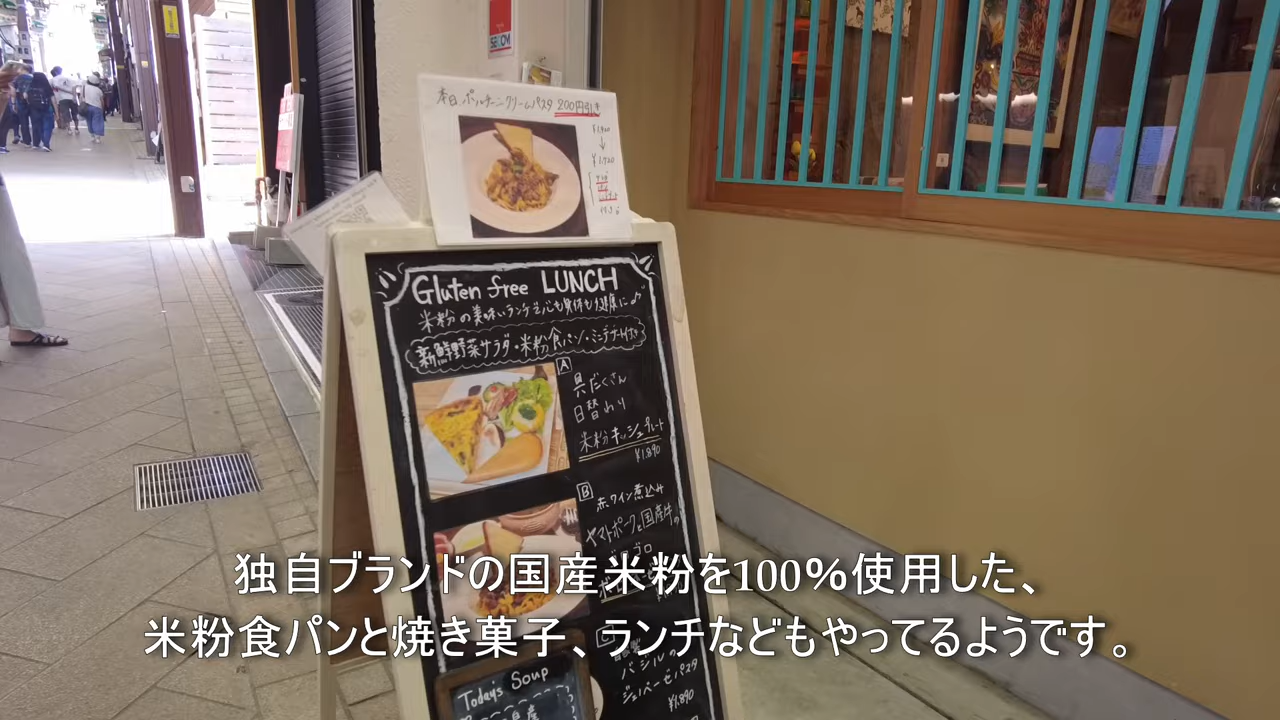 SECOM
本日、ポルチーニクリームパスタ 200円引き
↓
Gluten free LUNCH
米粉の美味いランチで心も身体も健康に♪
新鮮野菜サラダ・米粉食パン・ミニデザート付
A
具だくさん
日替わり
米粉キッシュプレート
¥1,890
B
赤ワイン煮込み
ヤマトポークと国産牛の
ボロ
C
バジルの
ジェノベーゼパスタ
¥1,890
Today's Soup
独自ブランドの国産米粉を100%使用した、
米粉食パンと焼き菓子、ランチなどもやってるようです。